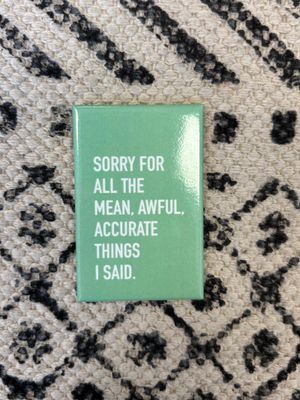 SORRY FOR
ALL THE
MEAN, AWFUL,
ACCURATE
THINGS
I SAID.